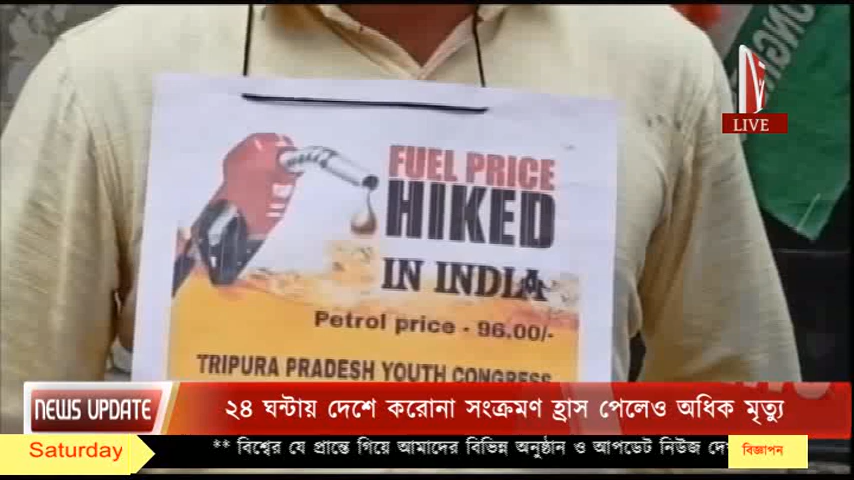 LIVE
FUEL PRICE
HIKED
IN INDIA
Petrol price - 96.00/-
TRIPURA PRADESH YOUTH CONGRESS
NEWS UPDATE
২৪ ঘন্টায় দেশে করোনা সংক্রমণ হ্রাস পেলেও অধিক মৃত্যু
Saturday
** বিশ্বের যে প্রান্তে গিয়ে আমাদের বিভিন্ন অনুষ্ঠান ও আপডেট নিউজ
বিজ্ঞাপন